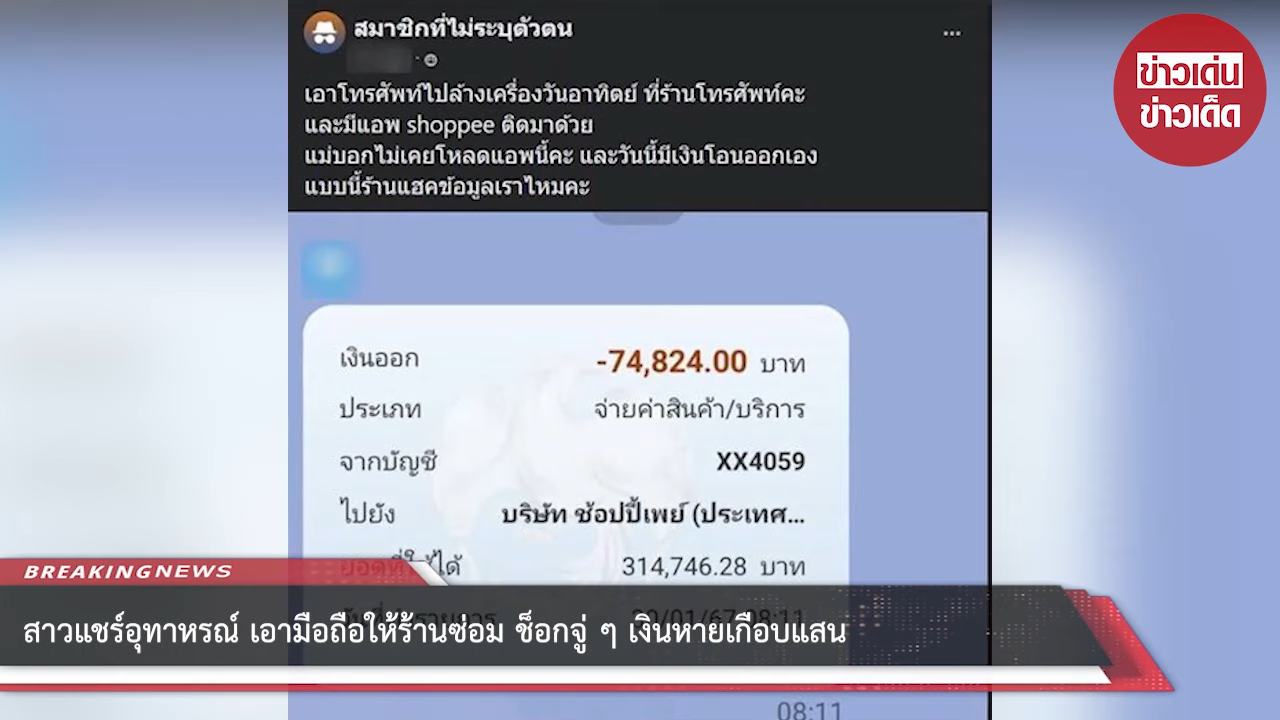 สมาชิกที่ไม่ระบุตัวตน
ข่าวเด่น
ข่าวเด็ด
เอาโทรศัพท์ไปล้างเครื่องวันอาทิตย์ ที่ร้านโทรศัพท์คะ
และมีแอพ shoppee ติดมาด้วย
แม่บอกไม่เคยโหลดแอพนี้คะ และวันนี้มีเงินโอนออกเอง
แบบนี้ร้านแฮคข้อมูลเราไหมคะ
เงินออก -74,824.00 บาท
ประเภท จ่ายค่าสินค้า/บริการ
จากบัญชี XX4059
ไปยัง บริษัท ช้อปปี้เพย์ (ประเทศ...
314,746.28 บาท
BREAKING NEWS
สาวแชร์อุทาหรณ์ เอามือถือให้ร้านซ่อม ช็อกจู่ ๆ เงินหายเกือบแสน
08:11